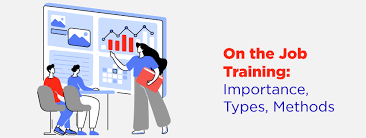 On the Job
Training:
Importance,
Types, Methods